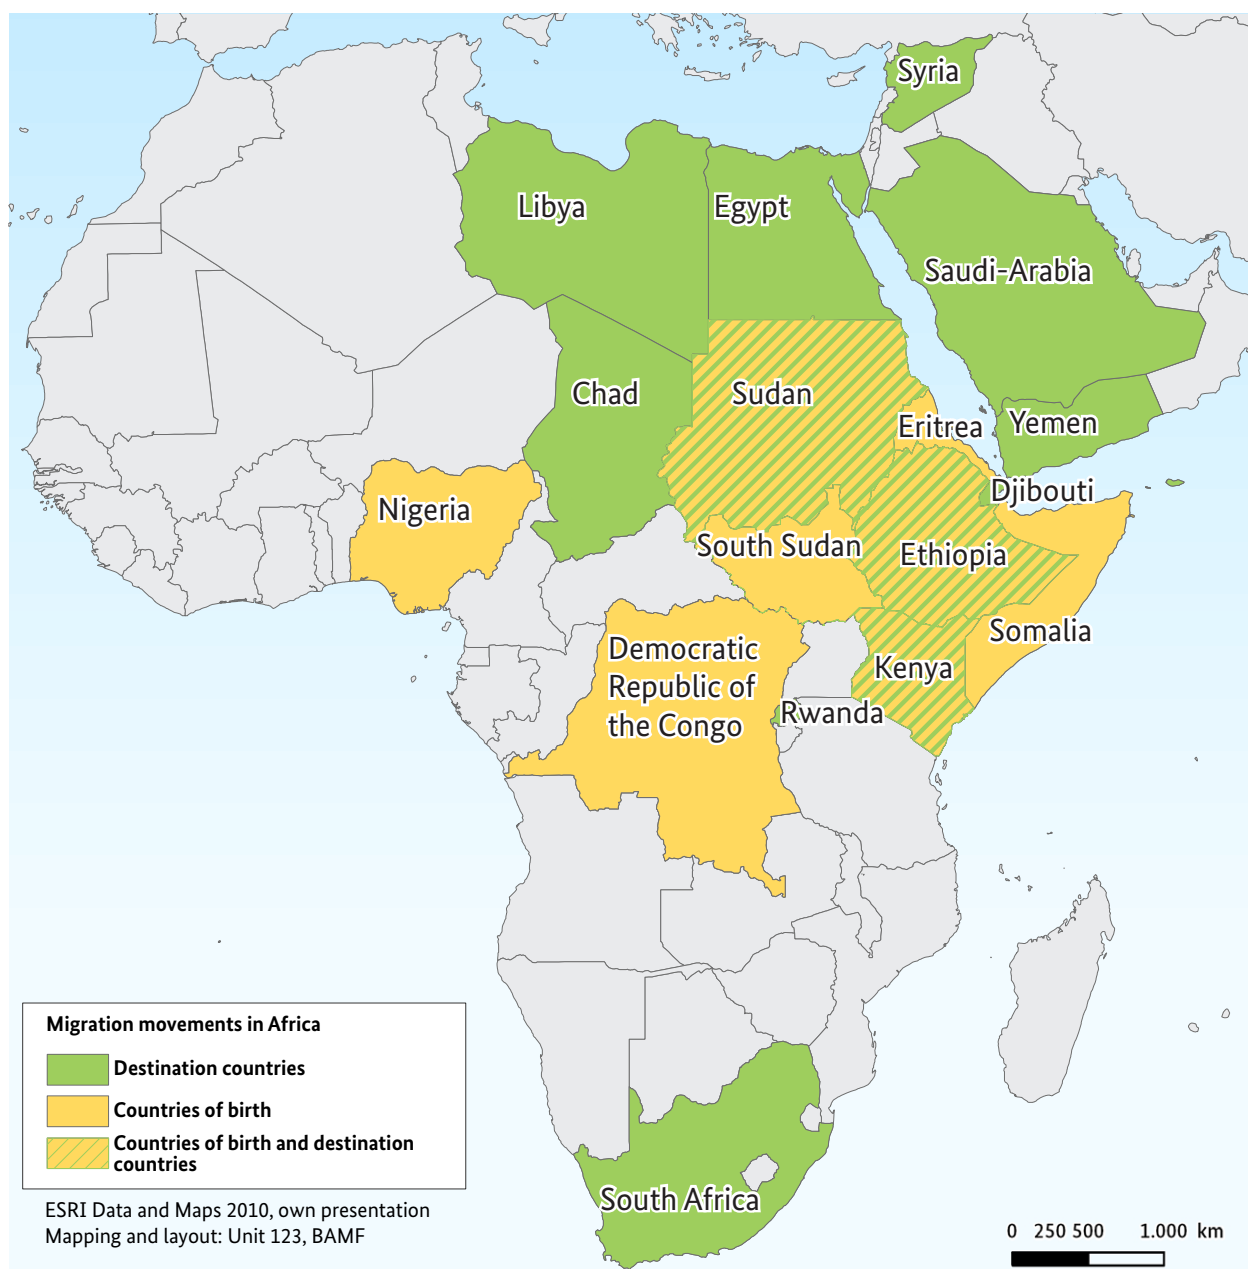 Syria
Libya
Egypt
Saudi-Arabia
Chad
Sudan
Eritrea
Yemen
Djibouti
Nigeria
South Sudan
Ethiopia
Somalia
Democratic
Republic of
the Congo
Kenya
Rwanda
South Africa
Migration movements in Africa
Destination countries
Countries of birth
Countries of birth and destination
countries
ESRI Data and Maps 2010, own presentation
Mapping and layout: Unit 123, BAMF
0 250 500 1.000 km